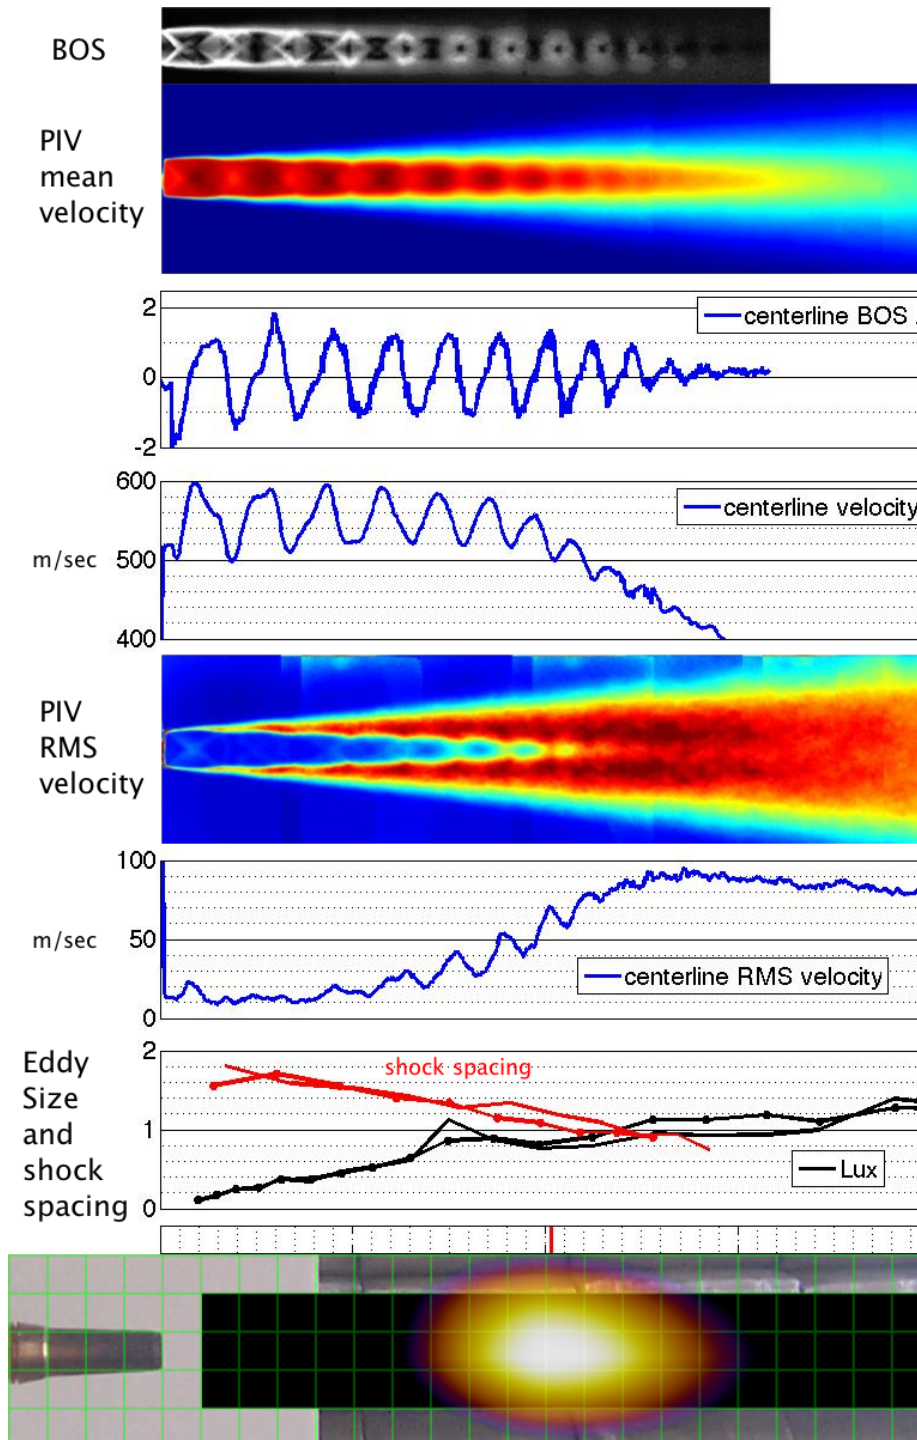 BOS
PIV
mean
velocity
2
centerline BOS
0
-2
600
centerline velocity
m/sec
500
400
PIV
RMS
velocity
100
m/sec
50
centerline RMS velocity
0
2
Eddy
Size
and
shock
spacing
shock spacing
1
Lux
0